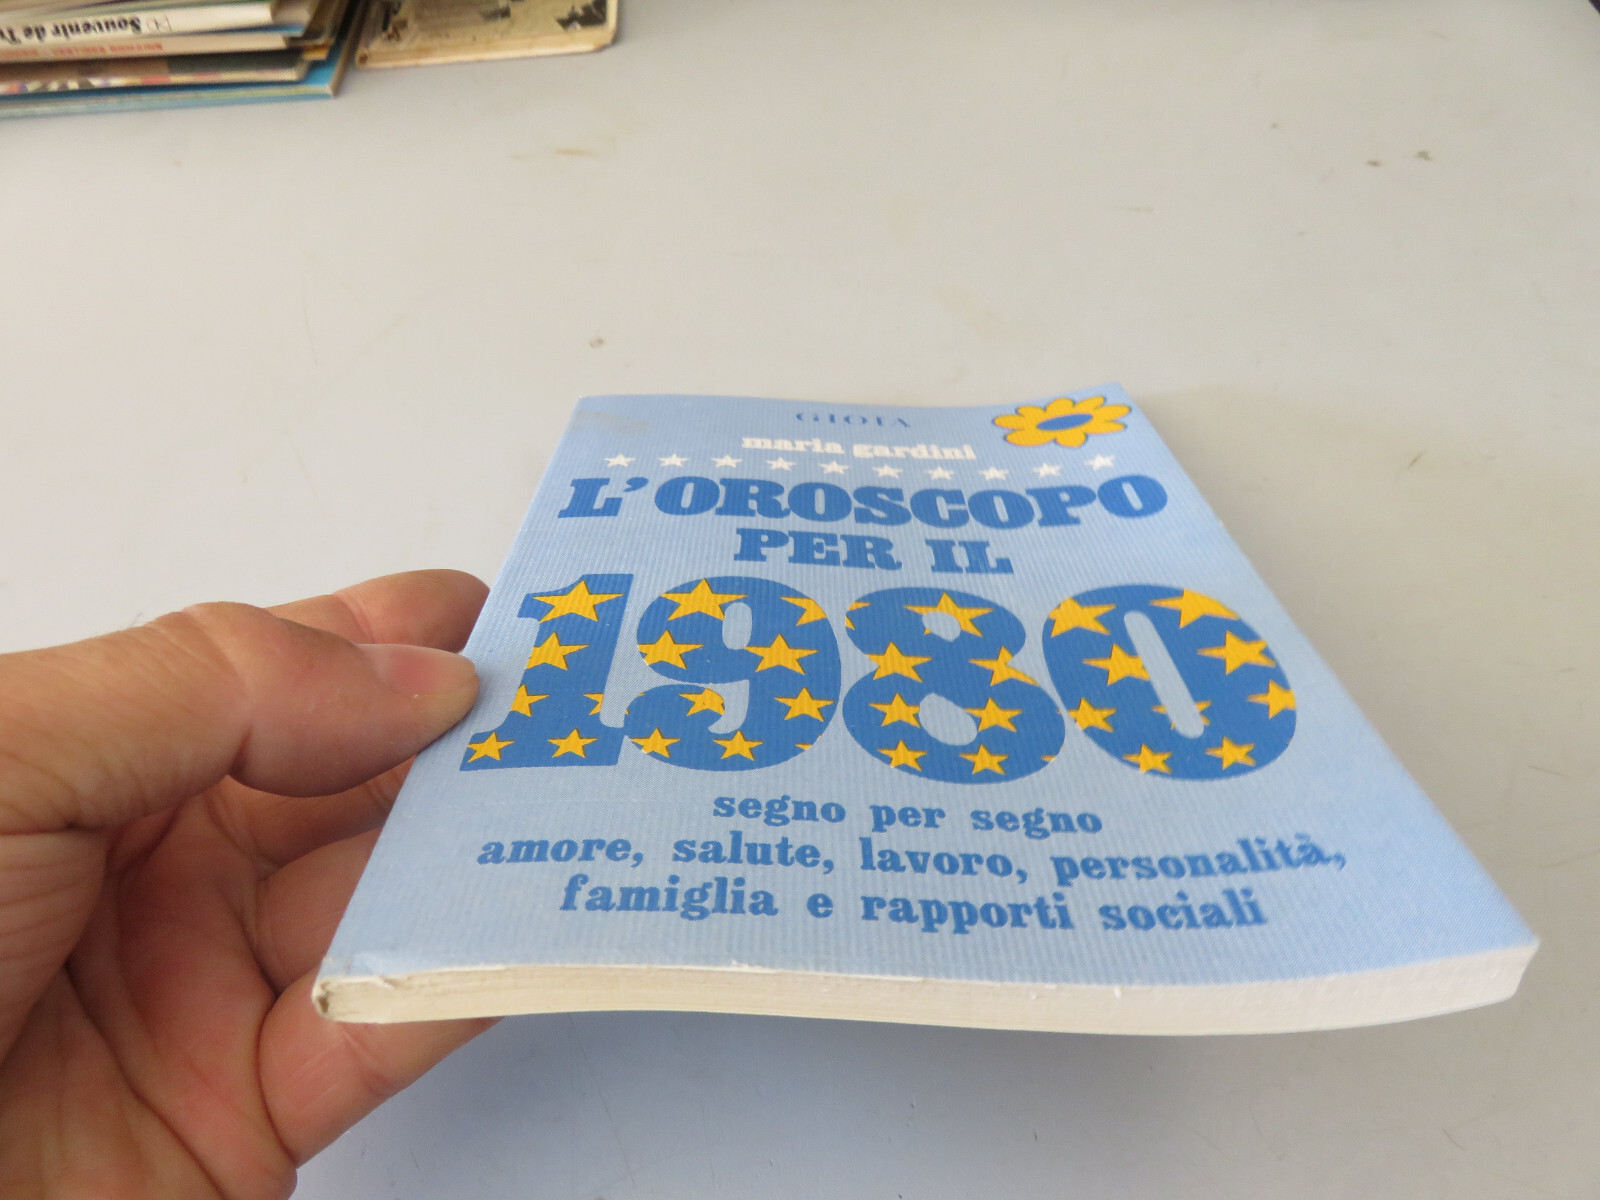 Souvenir de
GIOIA
maria gardini
L'OROSCOPO
PER IL
1980
segno per segno
amore, salute, lavoro, personalità,
famiglia e rapporti sociali